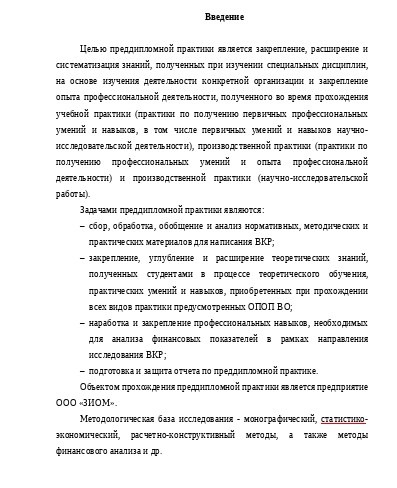 Введение
Целью преддипломной практики является закрепление, расширение и
систематизация знаний, полученных при изучении специальных дисциплин,
на основе изучения деятельности конкретной организации и закрепление
опыта профессиональной деятельности, полученного во время прохождения
учебной практики (практики по получению первичных профессиональных
умений и навыков, в том числе первичных умений и навыков научно-
исследовательской деятельности), производственной практики (практики по
получению профессиональных умений и опыта профессиональной
деятельности) и производственной практики (научно-исследовательской
работы).
Задачами преддипломной практики являются:
– сбор, обработка, обобщение и анализ нормативных, методических и
практических материалов для написания ВКР;
– закрепление, углубление и расширение теоретических знаний,
полученных студентами в процессе теоретического обучения,
практических умений и навыков, приобретенных при прохождении
всех видов практики предусмотренных ОПОП ВО;
– наработка и закрепление профессиональных навыков, необходимых
для анализа финансовых показателей в рамках направления
исследования ВКР;
– подготовка и защита отчета по преддипломной практике.
Объектом прохождения преддипломной практики является предприятие
ООО «ЗИОМ».
Методологическая база исследования - монографический, статистико-
экономический, расчетно-конструктивный методы, а также методы
финансового анализа и др.